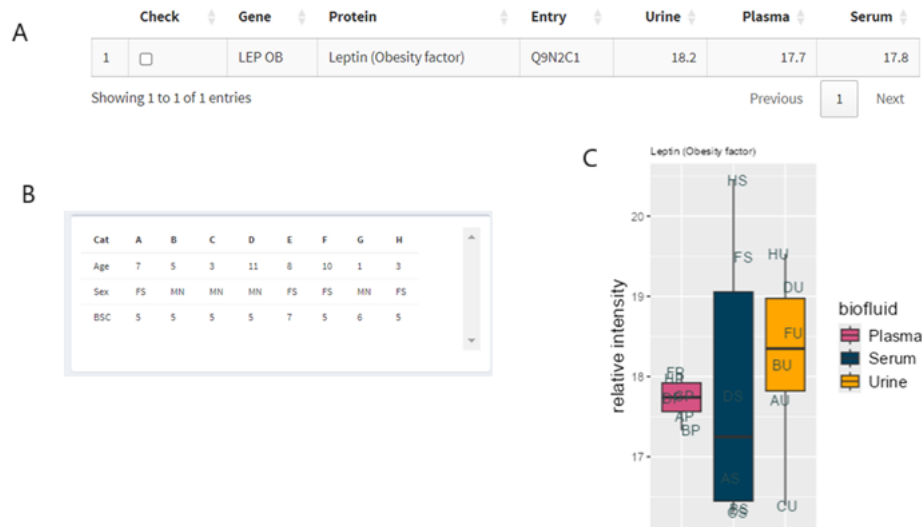 A
Check Gene Protein Entry Urine Plasma Serum
1 LEP OB Leptin (Obesity factor) Q9N2C1 18.2 17.7 17.8
Showing 1 to 1 of 1 entries
Previous 1 Next
B
Cat A B C D E F G H
Age 7 5 3 11 8 10 1 3
Sex FS MN MN MN FS FS MN FS
BSC 5 5 5 5 7 5 6 5
C
Leptin (Obesity factor)
relative intensity
20
19
18
17
HS
FS
DS
AS
HU
DU
FU
BU
AU
CU
AP
BP
biofluid
Plasma
Serum
Urine